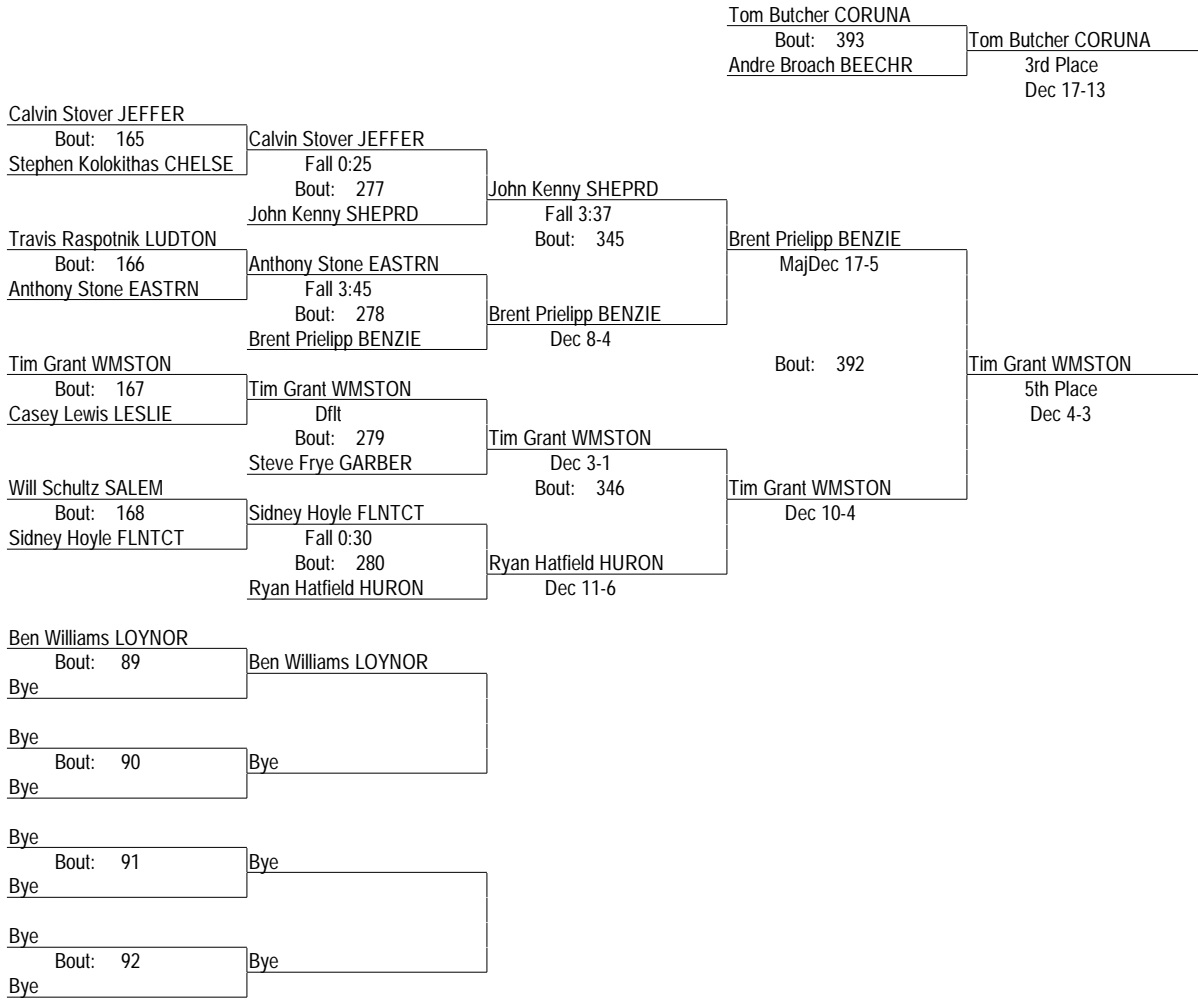 Tom Butcher CORUNA
Bout: 393
Tom Butcher CORUNA
Andre Broach BEECHR
3rd Place
Dec 17-13
Calvin Stover JEFFER
Bout: 165
Calvin Stover JEFFER
Stephen Kolokithas CHELSE
Fall 0:25
Bout: 277
John Kenny SHEPRD
John Kenny SHEPRD
Fall 3:37
Travis Raspotnik LUDTON
Bout: 345
Brent Prielipp BENZIE
Bout: 166
Anthony Stone EASTRN
MajDec 17-5
Anthony Stone EASTRN
Fall 3:45
Bout: 278
Brent Prielipp BENZIE
Brent Prielipp BENZIE
Dec 8-4
Tim Grant WMSTON
Bout: 392
Tim Grant WMSTON
Bout: 167
Tim Grant WMSTON
5th Place
Casey Lewis LESLIE
Dflt
Dec 4-3
Bout: 279
Tim Grant WMSTON
Steve Frye GARBER
Dec 3-1
Will Schultz SALEM
Bout: 346
Tim Grant WMSTON
Bout: 168
Sidney Hoyle FLNTCT
Dec 10-4
Sidney Hoyle FLNTCT
Fall 0:30
Bout: 280
Ryan Hatfield HURON
Ryan Hatfield HURON
Dec 11-6
Ben Williams LOYNOR
Bout: 89
Ben Williams LOYNOR
Bye
Bye
Bout: 90
Bye
Bye
Bye
Bout: 91
Bye
Bye
Bye
Bout: 92
Bye
Bye